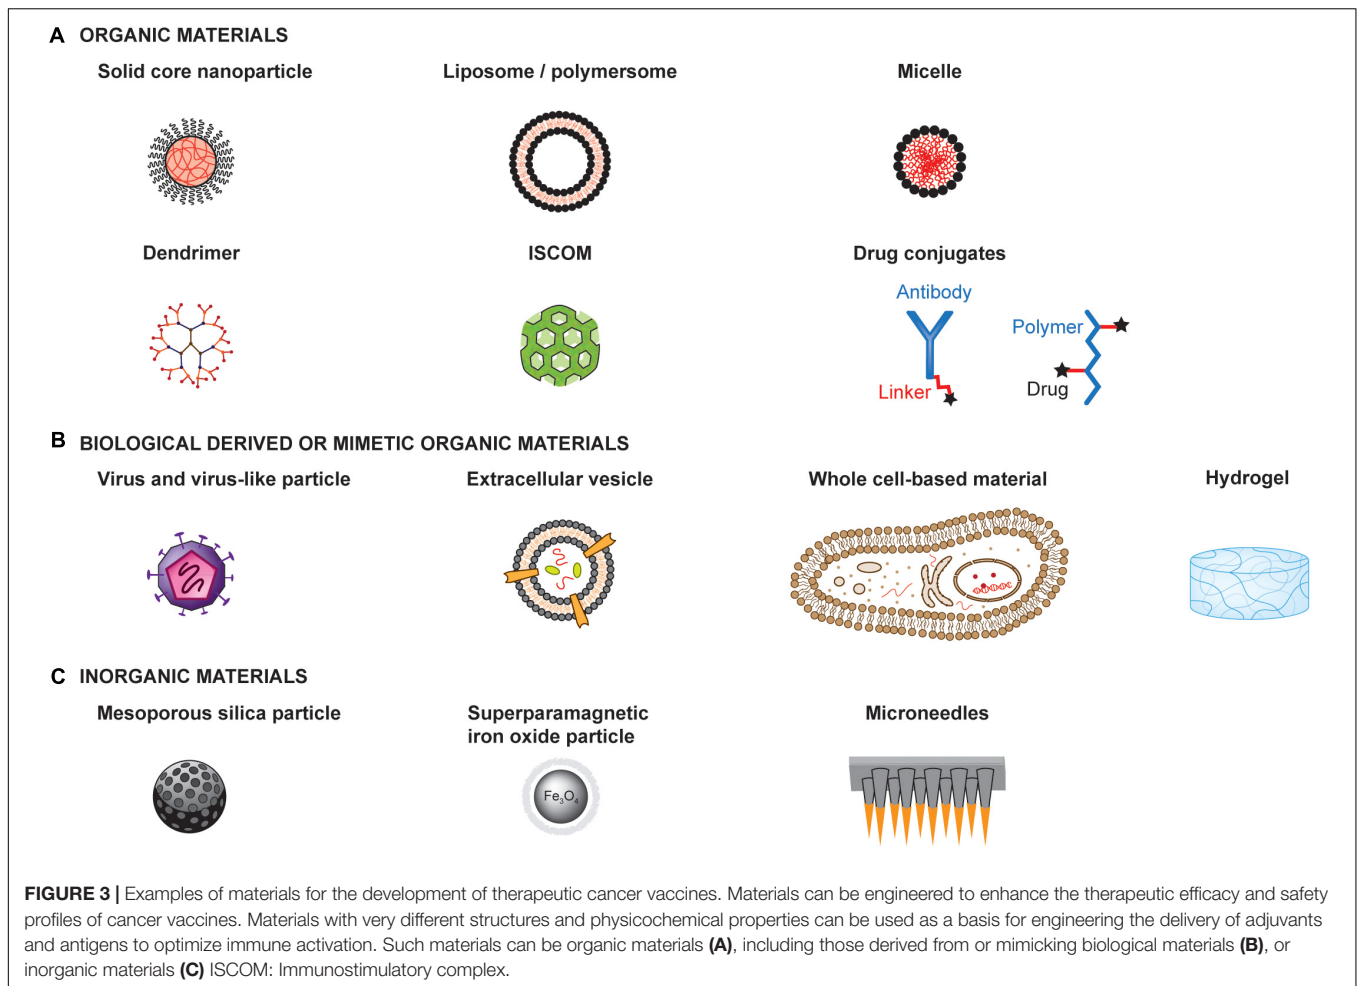 A ORGANIC MATERIALS
Solid core nanoparticle
Liposome / polymersome
Micelle
Dendrimer
ISCOM
Drug conjugates
Antibody
Linker
Polymer
Drug
B BIOLOGICAL DERIVED OR MIMETIC ORGANIC MATERIALS
Virus and virus-like particle
Extracellular vesicle
Whole cell-based material
Hydrogel
C INORGANIC MATERIALS
Mesoporous silica particle
Superparamagnetic
iron oxide particle
Microneedles
Fe₃O₄
FIGURE 3 | Examples of materials for the development of therapeutic cancer vaccines. Materials can be engineered to enhance the therapeutic efficacy and safety
profiles of cancer vaccines. Materials with very different structures and physicochemical properties can be used as a basis for engineering the delivery of adjuvants
and antigens to optimize immune activation. Such materials can be organic materials (A), including those derived from or mimicking biological materials (B), or
inorganic materials (C) ISCOM: Immunostimulatory complex.